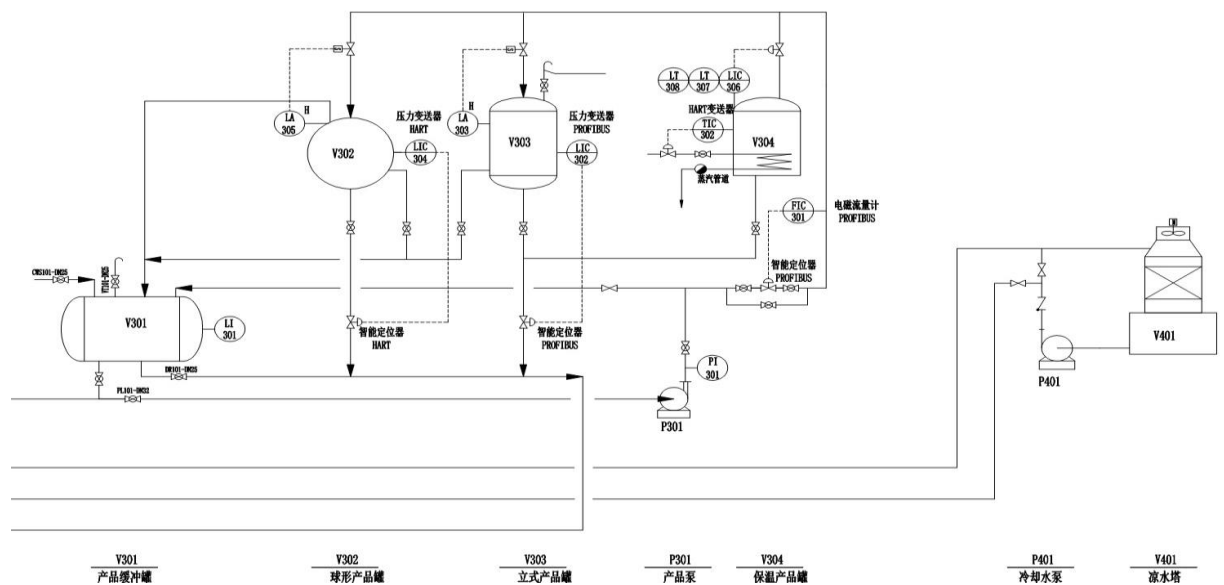 LT
308
LT
307
LIC
306
H
LA
305
压力变送器
HART
H
LA
303
压力变送器
PROFIBUS
HART变送器
TIC
302
V302
LIC
304
V303
LIC
302
V304
蒸汽管道
FIC
301
电磁流量计
PROFIBUS
M
CWS101-DN25
VT101-DN25
智能定位器
PROFIBUS
V301
LI
301
智能定位器
HART
智能定位器
PROFIBUS
V401
DR101-DN25
PL101-DN32
PI
301
P401
P301
V301
产品缓冲罐
V302
球形产品罐
V303
立式产品罐
P301
产品泵
V304
保温产品罐
P401
冷却水泵
V401
凉水塔